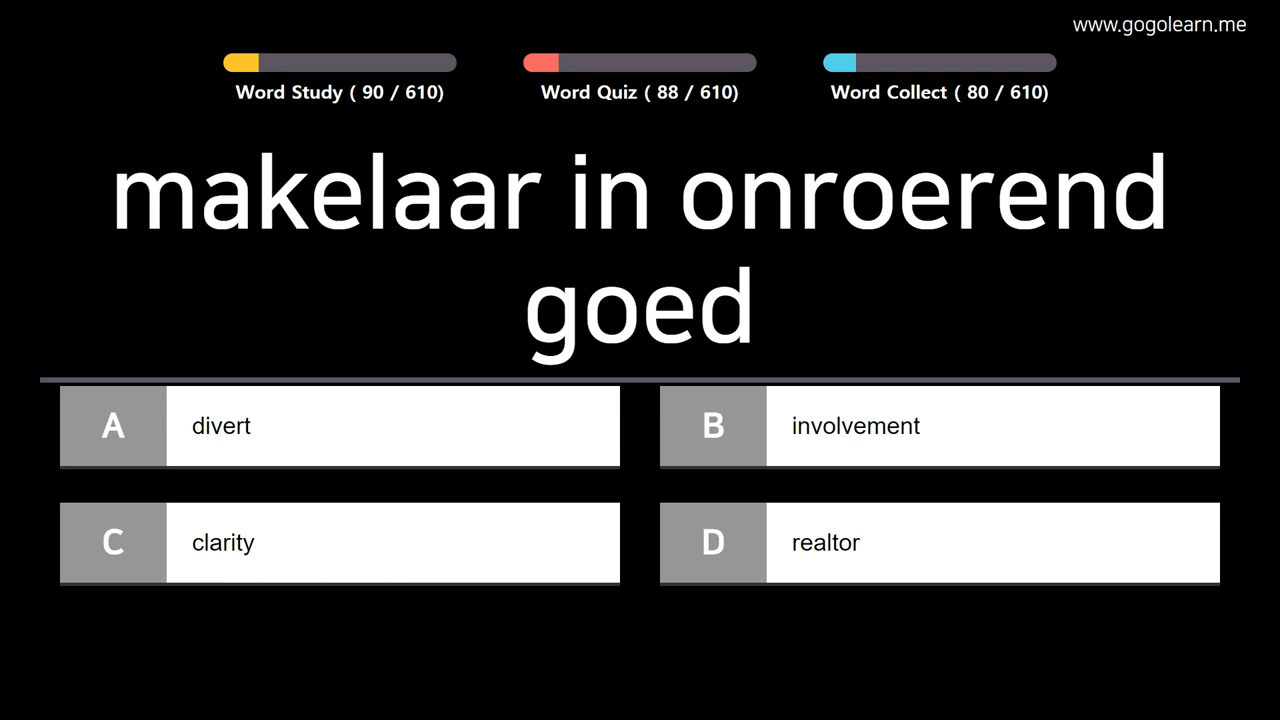 www.gogolearn.me
Word Study ( 90 / 610)
Word Quiz ( 88 / 610)
Word Collect ( 80 / 610)
makelaar in onroerend
goed
A divert
B involvement
C clarity
D realtor